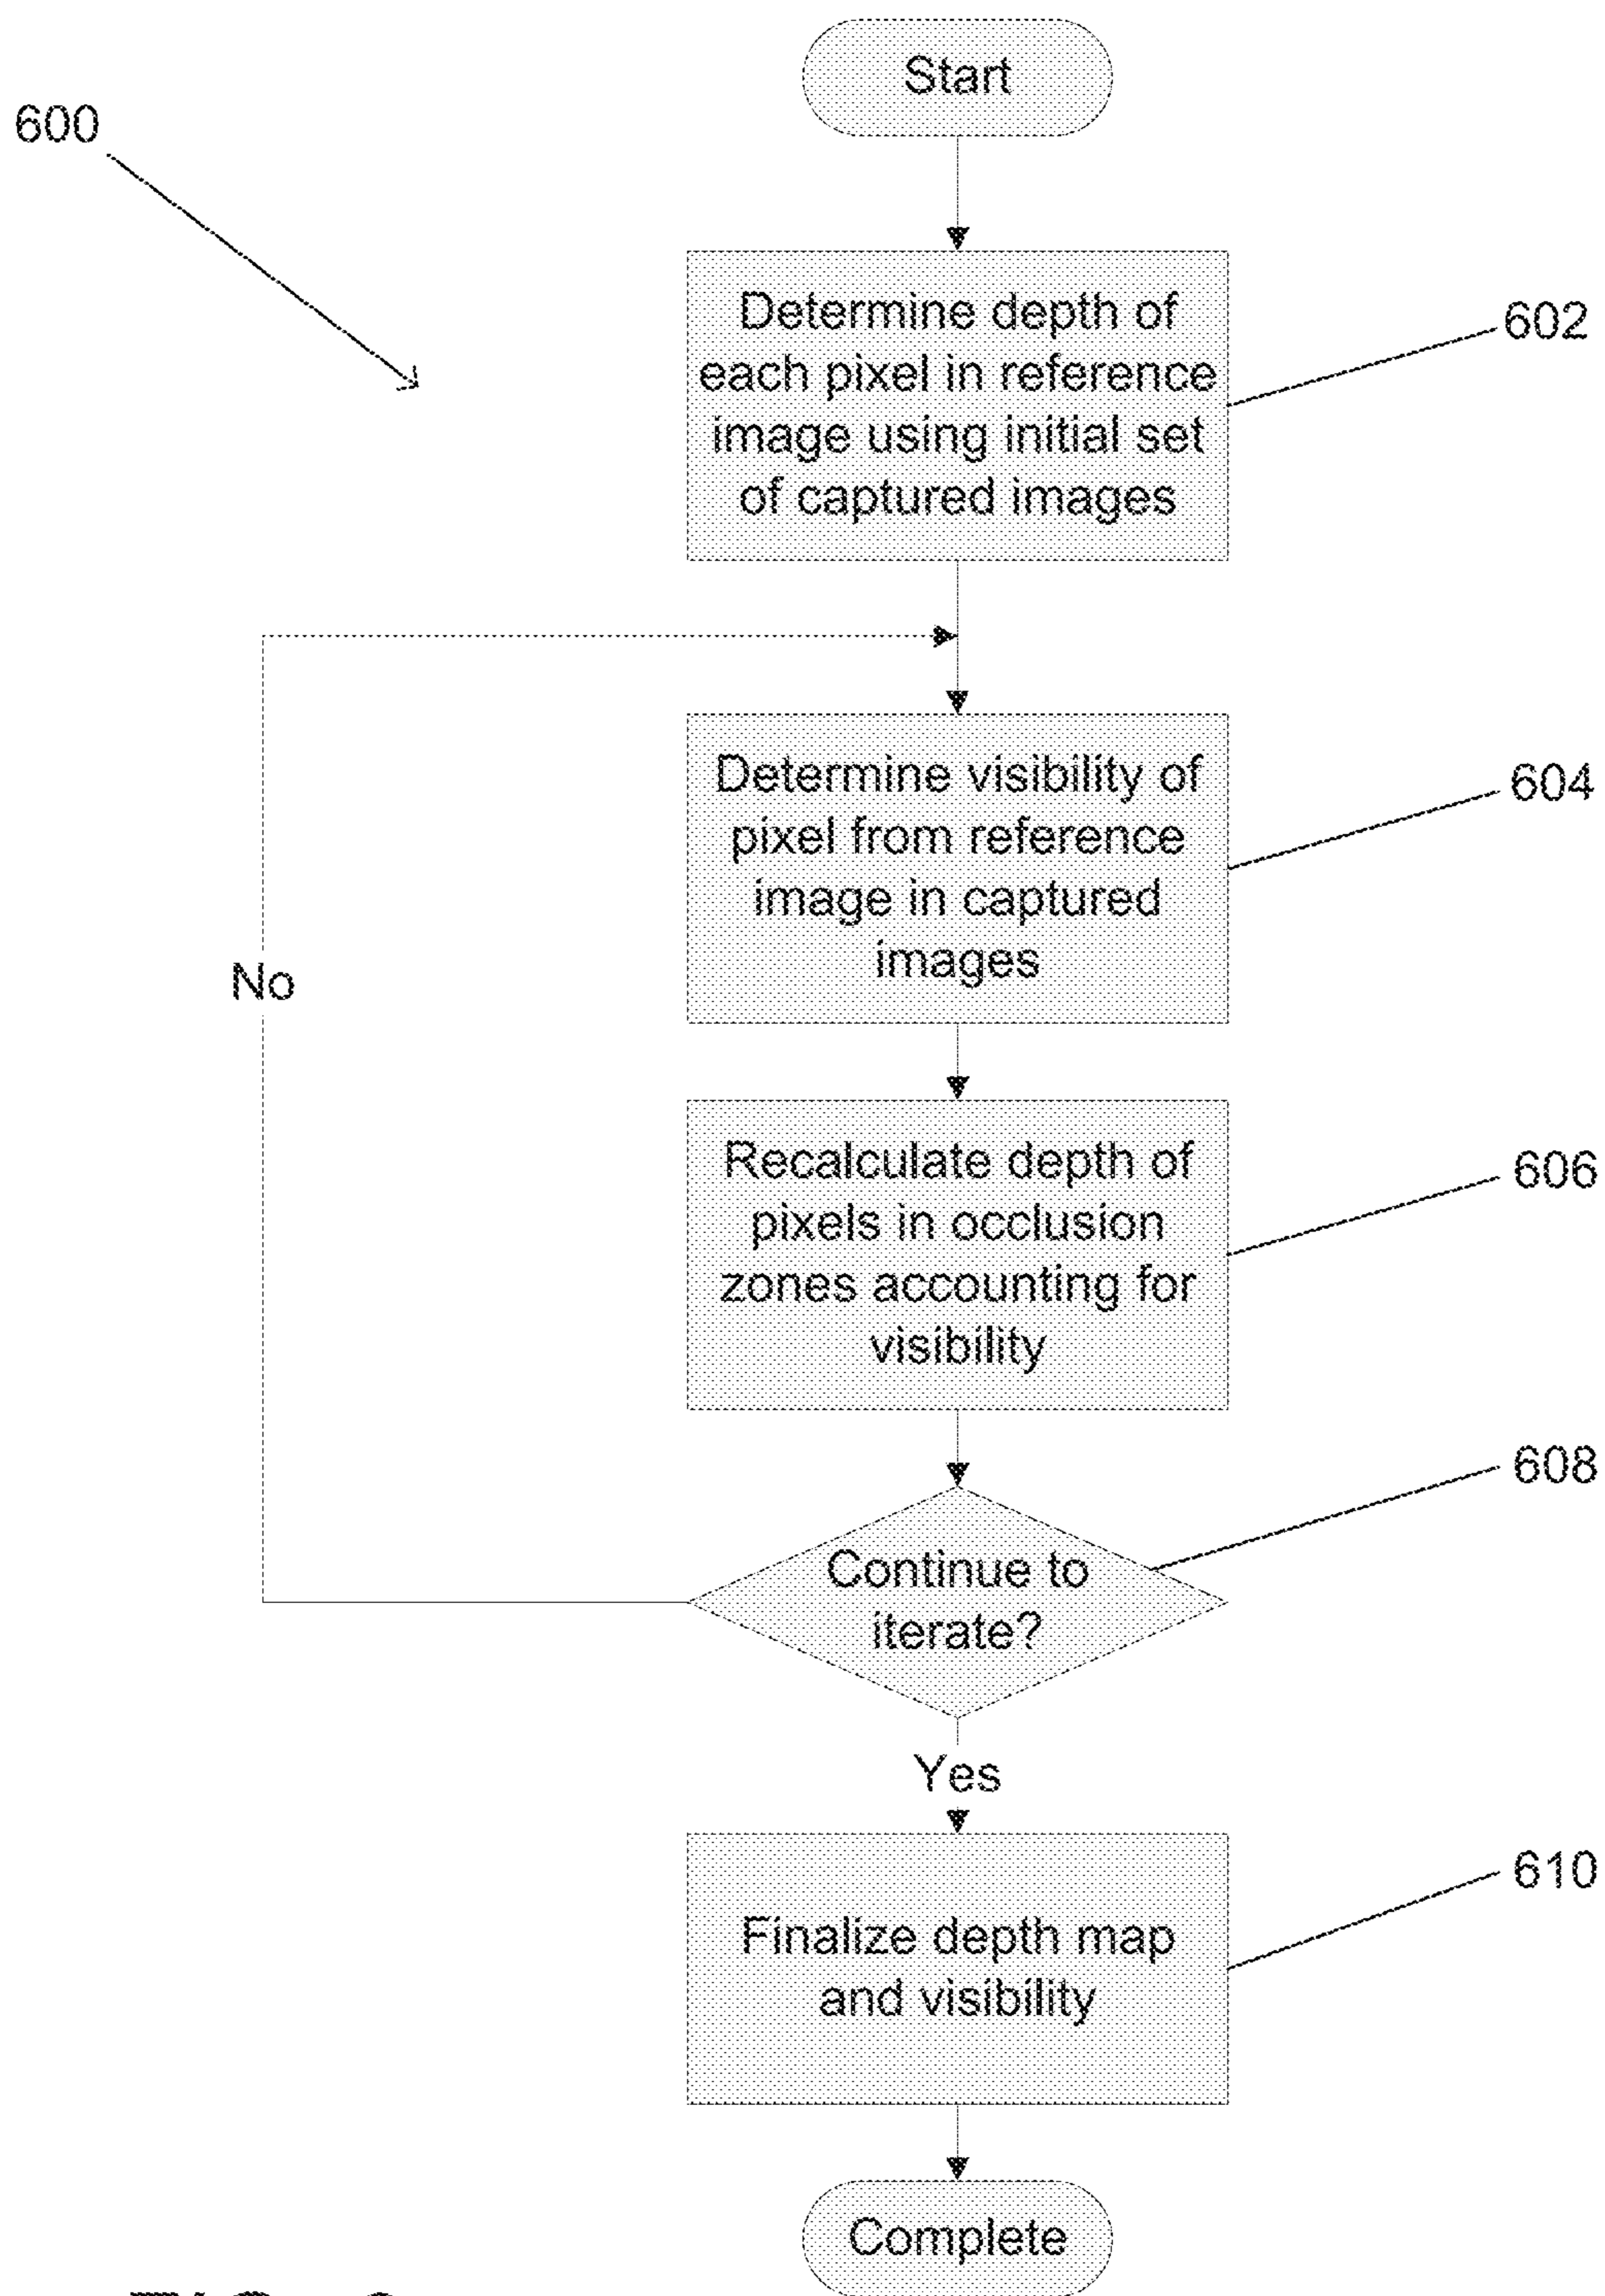 Start
600
Determine depth of
each pixel in reference
image using initial set
of captured images
602
Determine visibility of
pixel from reference
image in captured
images
604
No
Recalculate depth of
pixels in occlusion
zones accounting for
visibility
606
608
Continue to
iterate?
Yes
Finalize depth map
and visibility
610
Complete